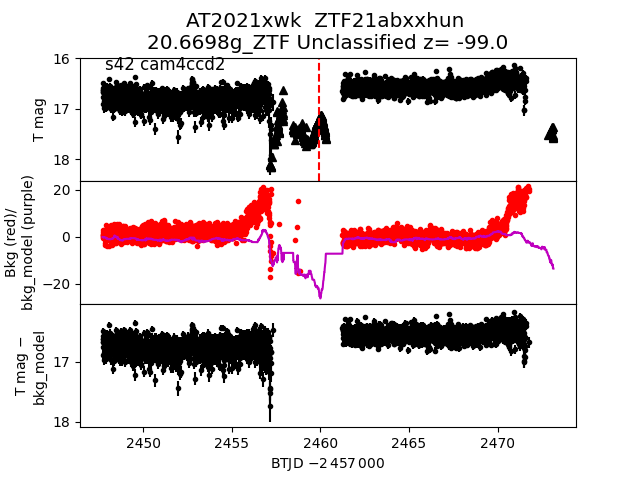 AT2021xwk ZTF21abxxhun
20.6698g_ZTF Unclassified z= -99.0
s42 cam4ccd2
16
17
18
T mag
20
0
−20
Bkg (red)/
bkg_model (purple)
17
18
T mag −
bkg_model
2450
2455
2460
2465
2470
BTJD −2 457 000